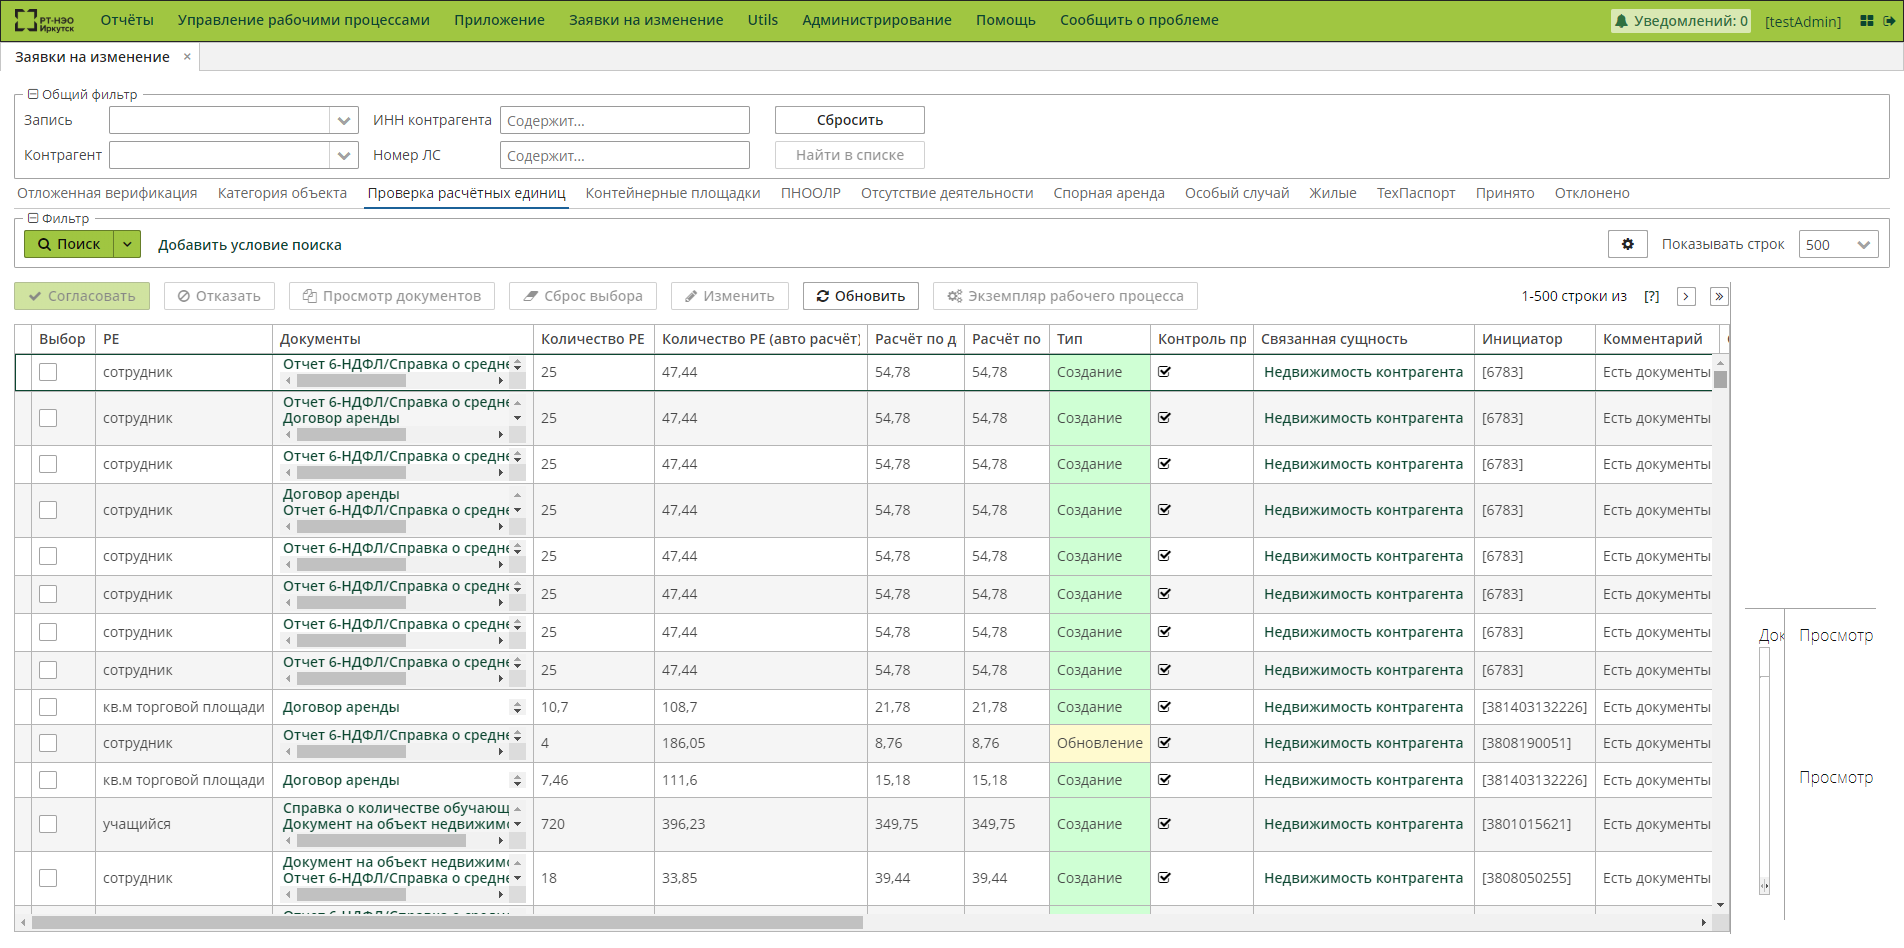 РТ-НЭО Иркутск Отчёты Управление рабочими процессами Приложение Заявки на изменение Utils Администрирование Помощь Сообщить о проблеме Уведомлений: 0 [testAdmin]
Заявки на изменение ×
Общий фильтр
Запись ИНН контрагента Содержит... Сбросить
Контрагент Номер ЛС Содержит... Найти в списке
Отложенная верификация Категория объекта Проверка расчётных единиц Контейнерные площадки ПНООЛР Отсутствие деятельности Спорная аренда Особый случай Жилые ТехПаспорт Принято Отклонено
Фильтр
Поиск Добавить условие поиска Показывать строк 500
Согласовать Отказать Просмотр документов Сброс выбора Изменить Обновить Экземпляр рабочего процесса 1-500 строки из [?]
Выбор РЕ Документы Количество РЕ Количество РЕ (авто расчёт) Расчёт по д Расчёт по Тип Контроль пр Связанная сущность Инициатор Комментарий
сотрудник Отчет 6-НДФЛ/Справка о средне 25 47,44 54,78 54,78 Создание Недвижимость контрагента [6783] Есть документы
Отчет 6-НДФЛ/Справка о средне
сотрудник Договор аренды 25 47,44 54,78 54,78 Создание Недвижимость контрагента [6783] Есть документы
сотрудник Отчет 6-НДФЛ/Справка о средне 25 47,44 54,78 54,78 Создание Недвижимость контрагента [6783] Есть документы
Договор аренды
сотрудник Отчет 6-НДФЛ/Справка о средне 25 47,44 54,78 54,78 Создание Недвижимость контрагента [6783] Есть документы
сотрудник Отчет 6-НДФЛ/Справка о средне 25 47,44 54,78 54,78 Создание Недвижимость контрагента [6783] Есть документы
сотрудник Отчет 6-НДФЛ/Справка о средне 25 47,44 54,78 54,78 Создание Недвижимость контрагента [6783] Есть документы
сотрудник Отчет 6-НДФЛ/Справка о средне 25 47,44 54,78 54,78 Создание Недвижимость контрагента [6783] Есть документы
Док Просмотр
сотрудник Отчет 6-НДФЛ/Справка о средне 25 47,44 54,78 54,78 Создание Недвижимость контрагента [6783] Есть документы
кв.м торговой площади Договор аренды 10,7 108,7 21,78 21,78 Создание Недвижимость контрагента [381403132226] Есть документы
сотрудник Отчет 6-НДФЛ/Справка о средне 4 186,05 8,76 8,76 Обновление Недвижимость контрагента [3808190051] Есть документы
кв.м торговой площади Договор аренды 7,46 111,6 15,18 15,18 Создание Недвижимость контрагента [381403132226] Есть документы
Просмотр
Справка о количестве обучающ
учащийся Документ на объект недвижим 720 396,23 349,75 349,75 Создание Недвижимость контрагента [3801015621] Есть документы
Документ на объект недвижим
сотрудник Отчет 6-НДФЛ/Справка о средне 18 33,85 39,44 39,44 Создание Недвижимость контрагента [3808050255] Есть документы